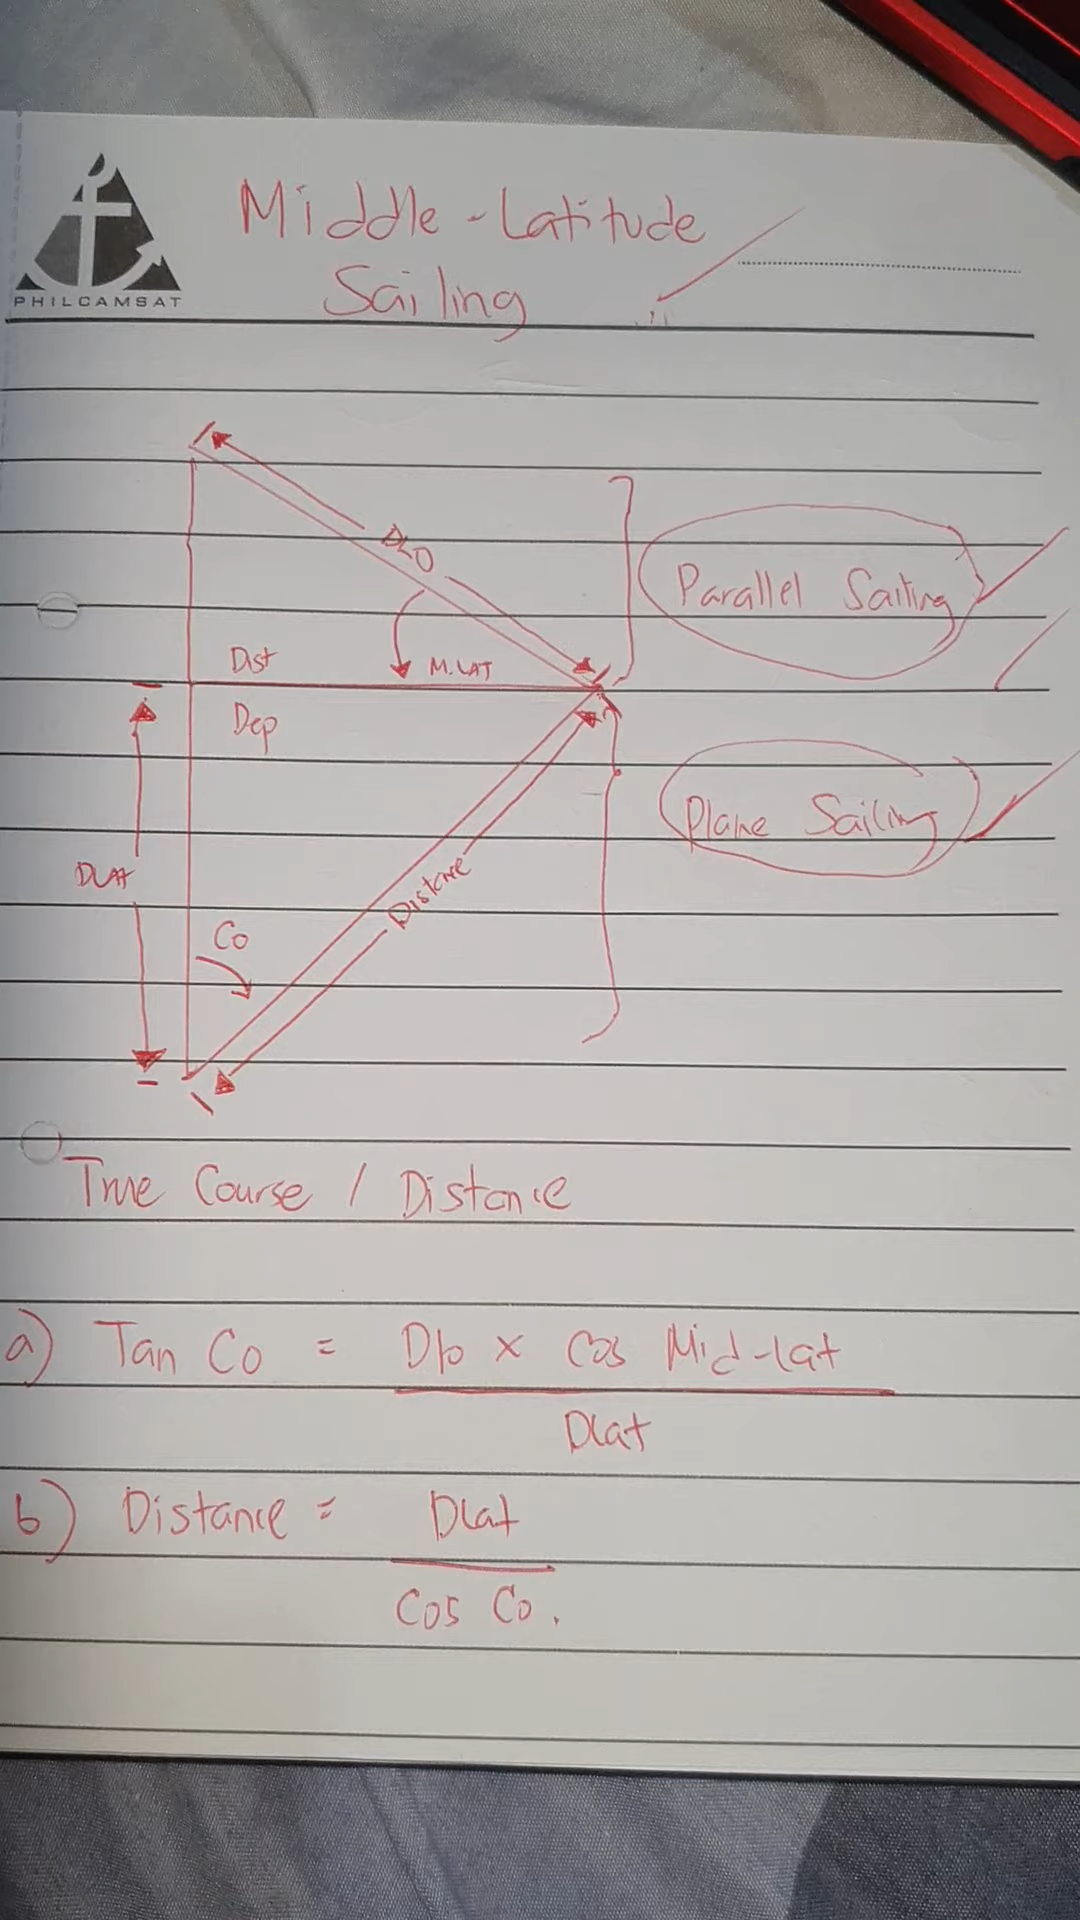 Middle-Latitude
Sailing
PHILCAMSAT
DLO
Parallel Sailing
Dist
M.LAT
Dep
Plane Sailing
DLAT
Distance
Co
True Course / Distance
a) Tan Co = Dlo x Cos Mid-lat
Dlat
b) Distance = Dlat
Cos Co.